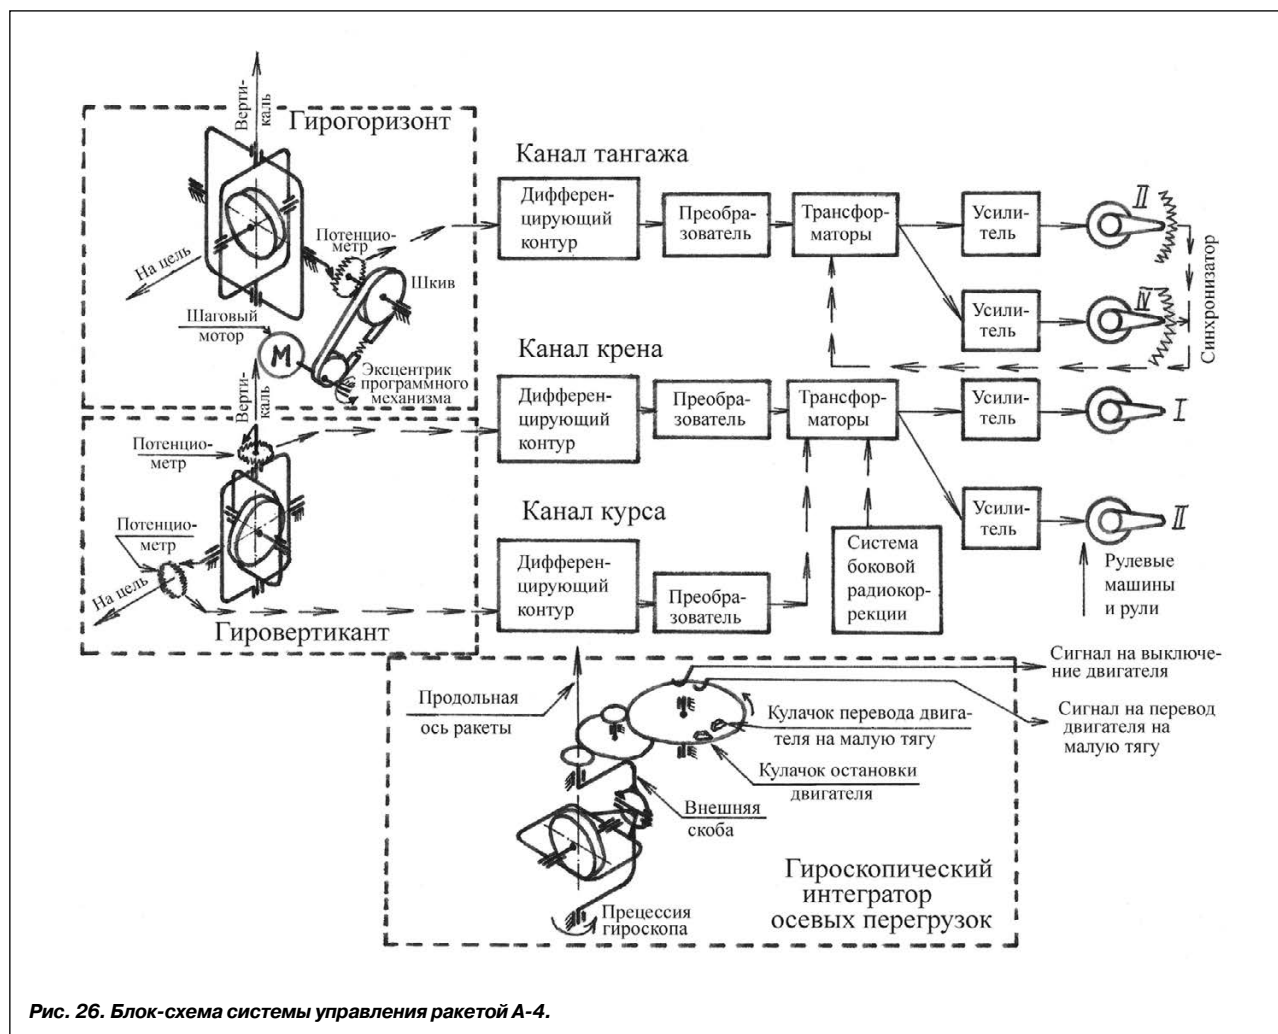 Верти-
каль
Гирогоризонт
На цель
Потенцио-
метр
Шкив
Шаговый
мотор
М
Эксцентрик
программного
механизма
Канал тангажа
Дифферен-
цирующий
контур
Преобра-
зователь
Трансфор-
маторы
Усили-
тель
II
Усили-
тель
IV
Синхронизатор
Канал крена
Дифферен-
цирующий
контур
Преобра-
зователь
Трансфор-
маторы
Усили-
тель
I
Усили-
тель
II
Верти-
каль
Потенцио-
метр
Потенцио-
метр
На цель
Гировертикант
Канал курса
Дифферен-
цирующий
контур
Преобра-
зователь
Система
боковой
радиокор-
рекции
Рулевые
машины
и рули
Сигнал на выключе-
ние двигателя
Сигнал на перевод
двигателя на
малую тягу
Продольная
ось ракеты
Кулачок перевода двига-
теля на малую тягу
Кулачок остановки
двигателя
Внешняя
скоба
Гироскопический
интегратор
осевых перегрузок
Прецессия
гироскопа
Рис. 26. Блок-схема системы управления ракетой А-4.